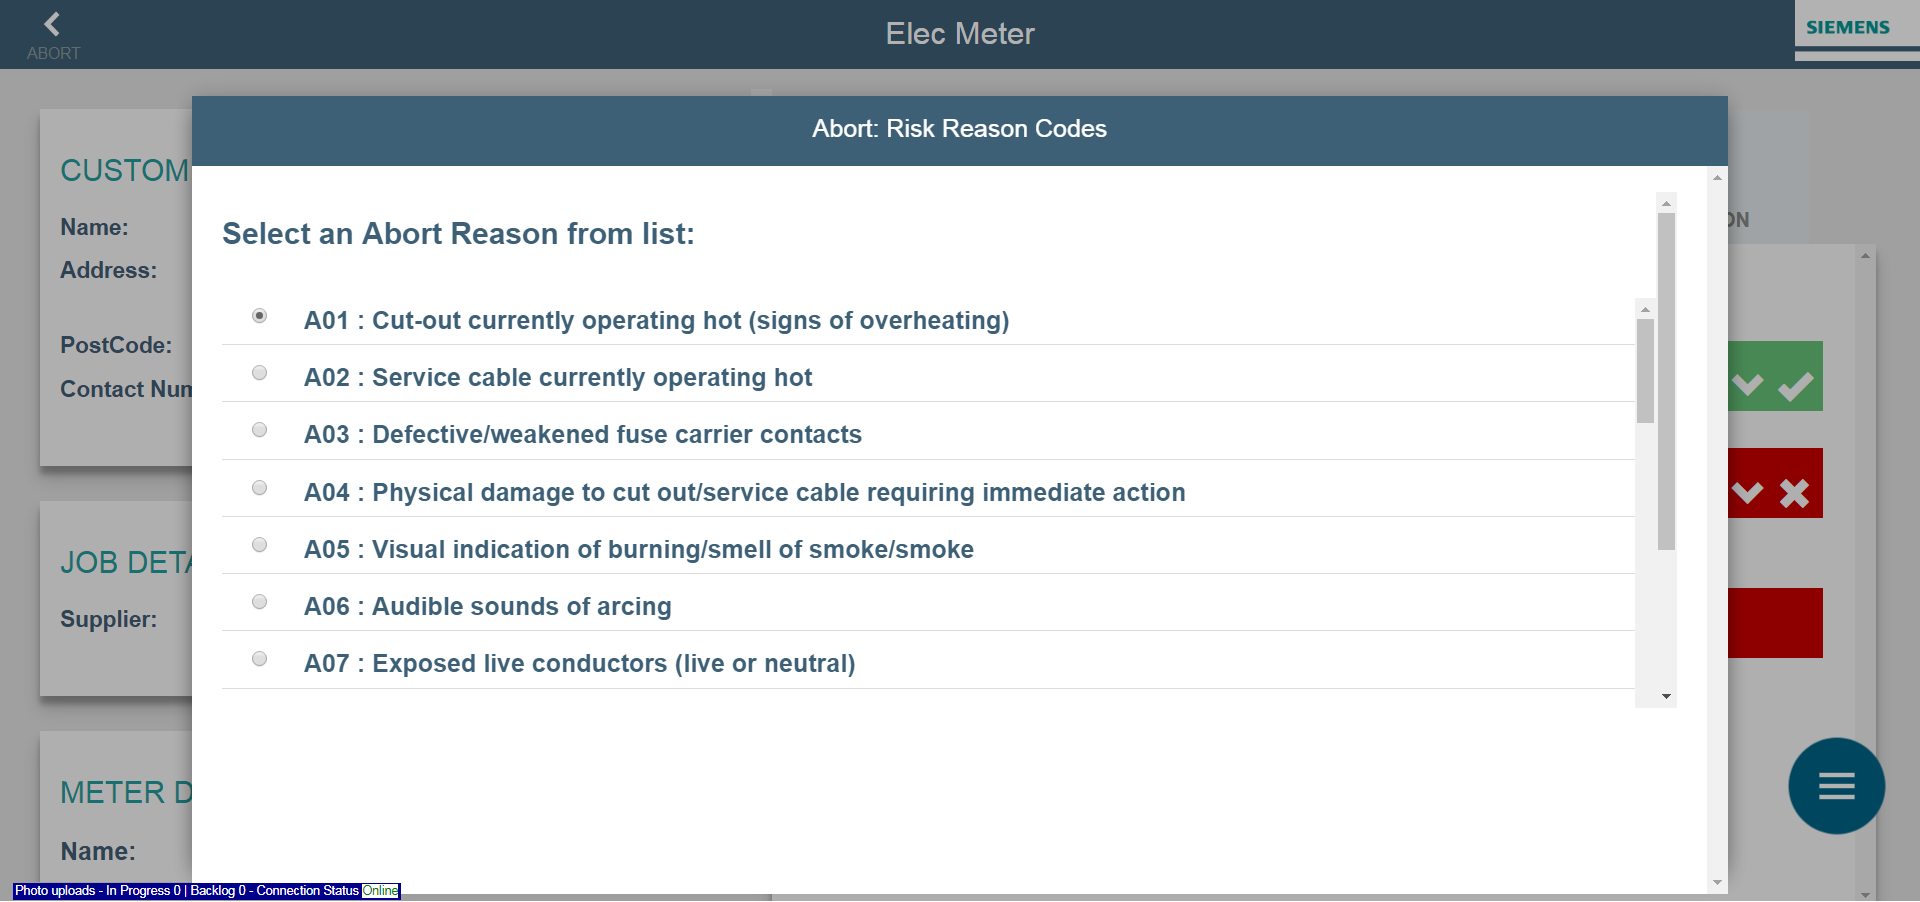 ABORT
Elec Meter
SIEMENS
Abort: Risk Reason Codes
CUSTOM
Name:
Address:
PostCode:
Contact Num
JOB DETA
Supplier:
METER D
Name:
Select an Abort Reason from list:
A01 : Cut-out currently operating hot (signs of overheating)
A02 : Service cable currently operating hot
A03 : Defective/weakened fuse carrier contacts
A04 : Physical damage to cut out/service cable requiring immediate action
A05 : Visual indication of burning/smell of smoke/smoke
A06 : Audible sounds of arcing
A07 : Exposed live conductors (live or neutral)
ON
Photo uploads - In Progress 0 | Backlog 0 - Connection Status Online